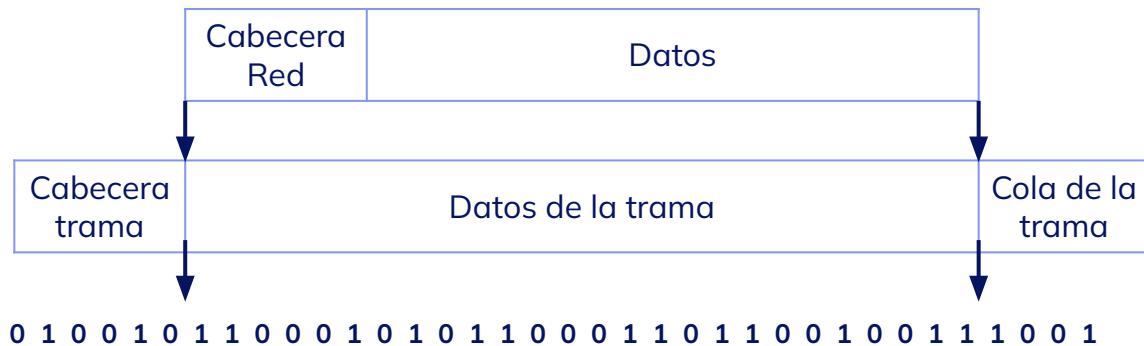 Cabecera
Red
Datos
Cabecera
trama
Datos de la trama
Cola de la
trama
0 1 0 0 1 0 1 1 0 0 0 1 0 1 0 1 1 0 0 0 1 1 0 1 1 0 0 1 0 0 1 1 1 0 0 1